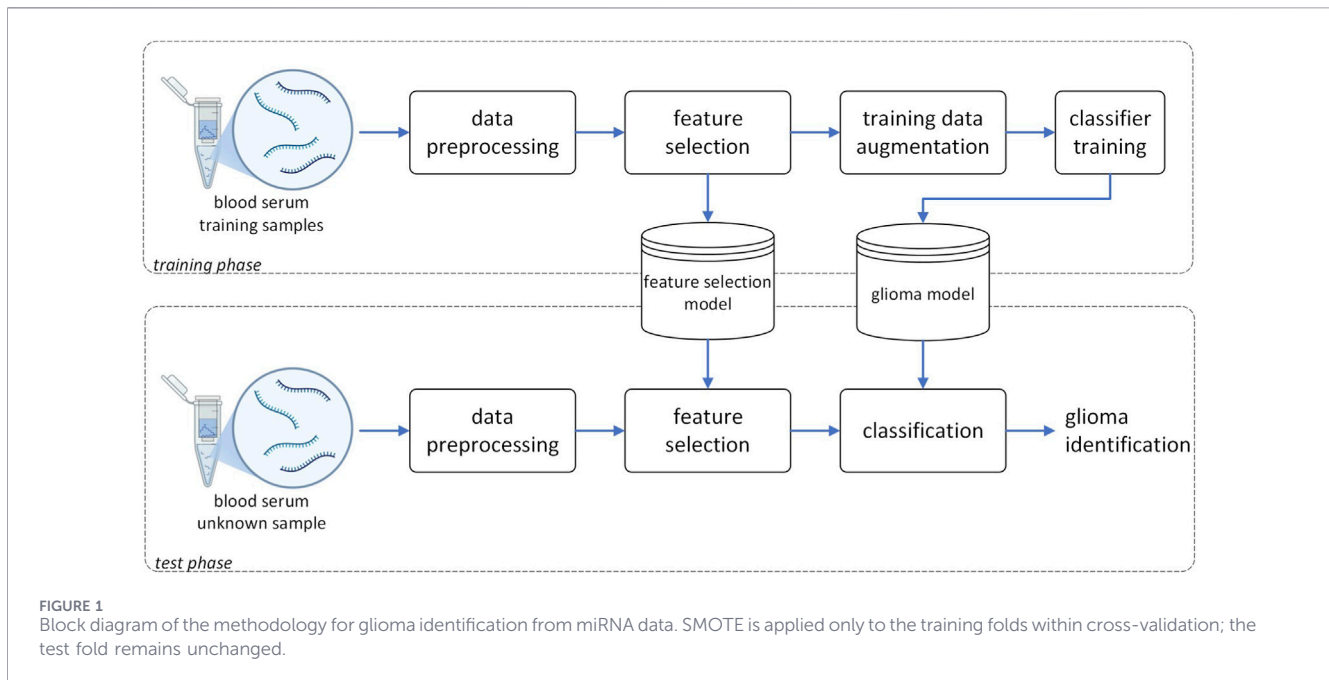 data
preprocessing
feature
selection
training data
augmentation
classifier
training
blood serum
training samples
training phase
feature selection
model
glioma model
data
preprocessing
feature
selection
classification
glioma
identification
blood serum
unknown sample
test phase
FIGURE 1
Block diagram of the methodology for glioma identification from miRNA data. SMOTE is applied only to the training folds within cross-validation; the
test fold remains unchanged.